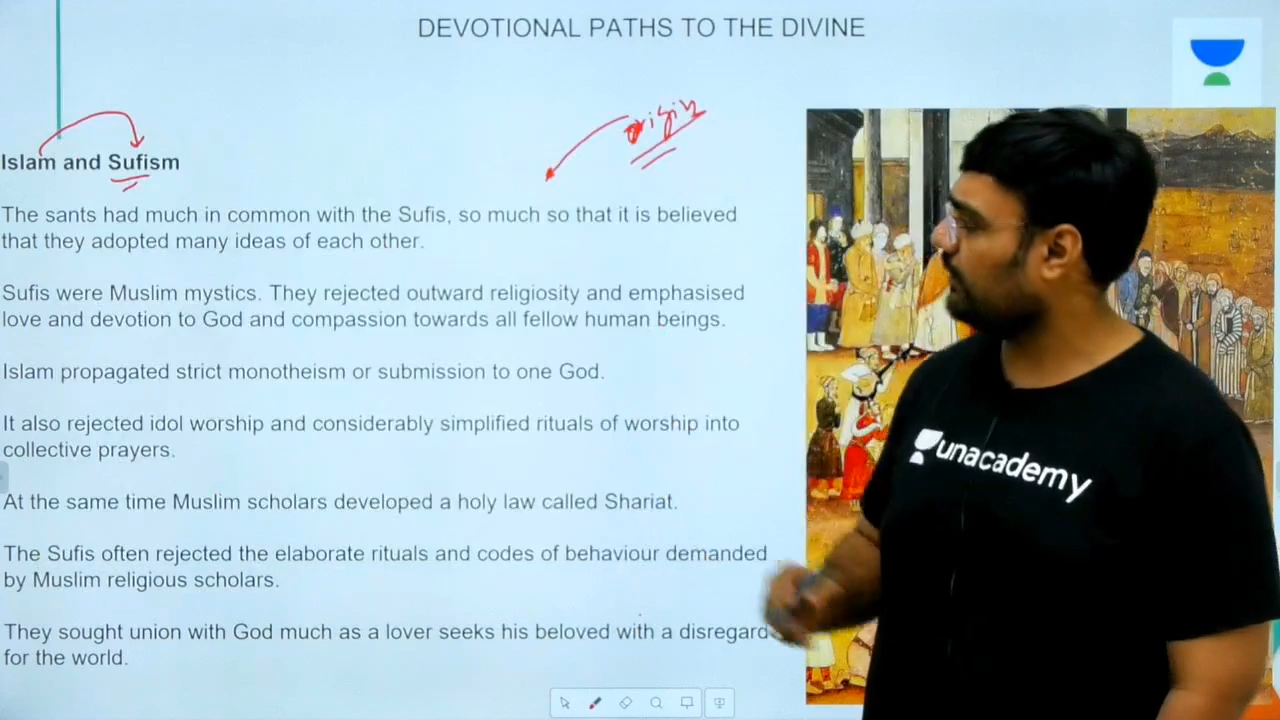 DEVOTIONAL PATHS TO THE DIVINE
origin
Islam and Sufism
The sants had much in common with the Sufis, so much so that it is believed
that they adopted many ideas of each other.
Sufis were Muslim mystics. They rejected outward religiosity and emphasised
love and devotion to God and compassion towards all fellow human beings.
Islam propagated strict monotheism or submission to one God.
It also rejected idol worship and considerably simplified rituals of worship into
collective prayers.
At the same time Muslim scholars developed a holy law called Shariat.
The Sufis often rejected the elaborate rituals and codes of behaviour demanded
by Muslim religious scholars.
They sought union with God much as a lover seeks his beloved with a disregard
for the world.
unacademy